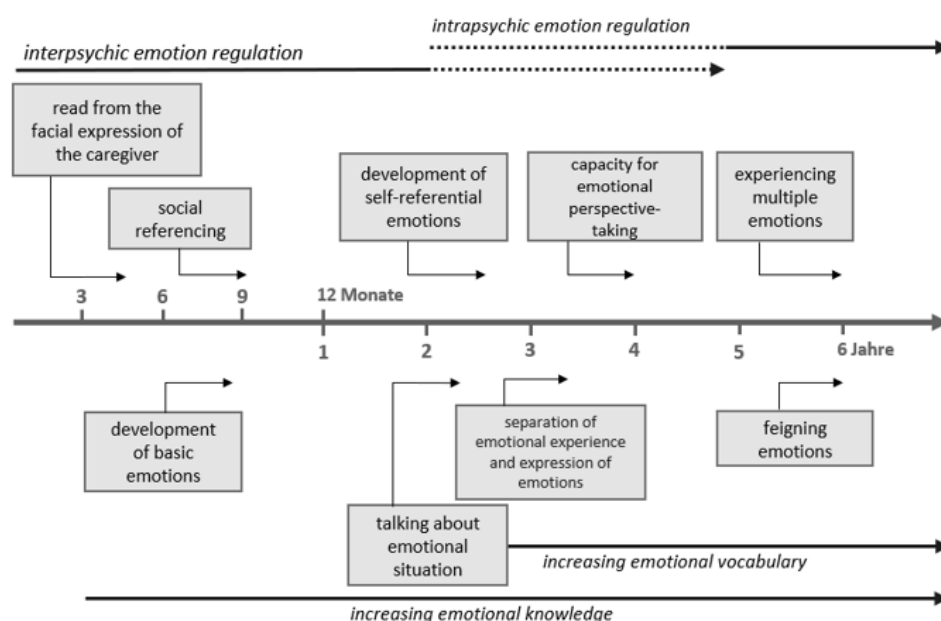 intrapsychic emotion regulation
interpsychic emotion regulation
read from the
facial expression of
the caregiver
social
referencing
development of
self-referential
emotions
capacity for
emotional
perspective-
taking
experiencing
multiple
emotions
3
6
9
12 Monate
1
2
3
4
5
6 Jahre
development
of basic
emotions
separation of
emotional experience
and expression of
emotions
feigning
emotions
talking about
emotional
situation
increasing emotional vocabulary
increasing emotional knowledge